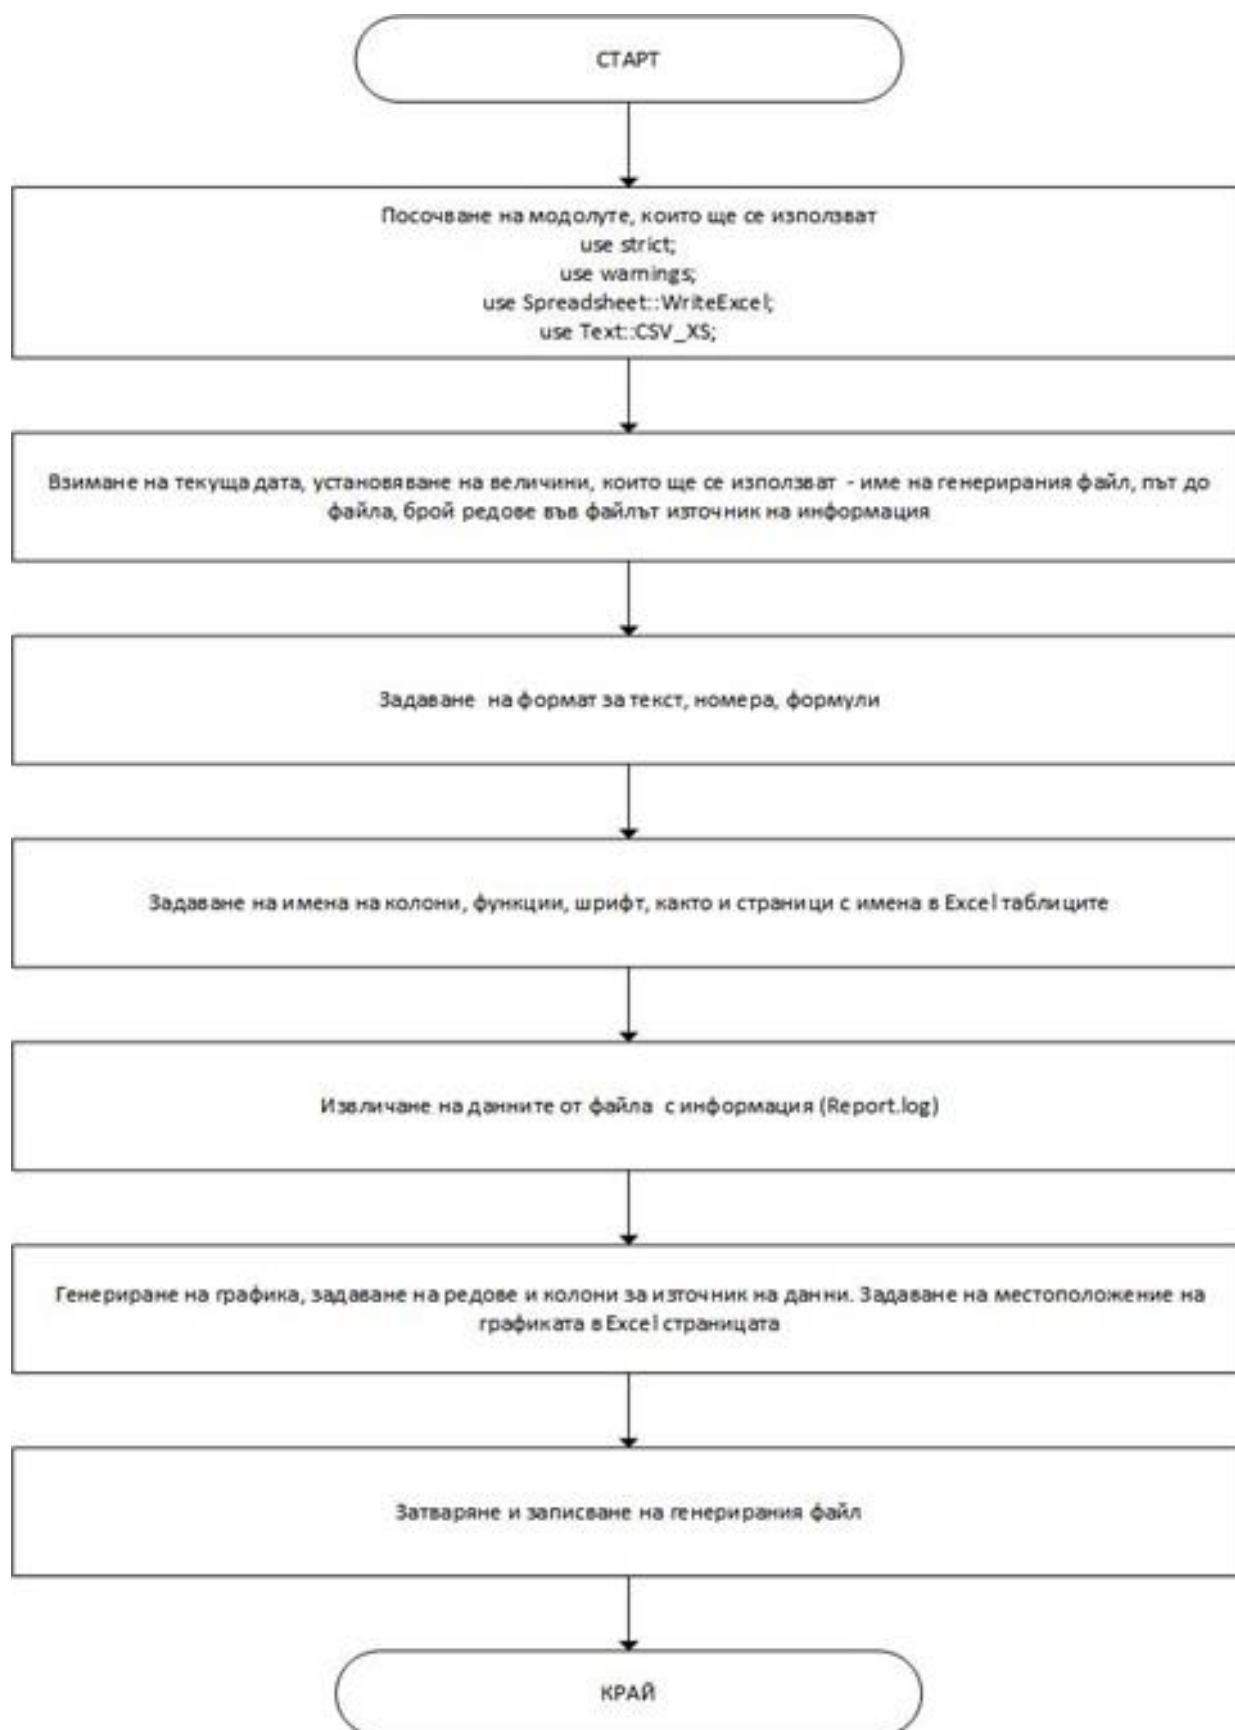 СТАРТ
Посочване на модолуте, които ще се използват
use strict;
use warnings;
use Spreadsheet::WriteExcel;
use Text::CSV_XS;
Взимане на текуща дата, установяване на величини, които ще се използват - име на генерирания файл, път до
файла, брой редове във файлът източник на информация
Задаване на формат за текст, номера, формули
Задаване на имена на колони, функции, шрифт, както и страници с имена в Excel таблиците
Извличане на данните от файла с информация (Report.log)
Генериране на графика, задаване на редове и колони за източник на данни. Задаване на местоположение на
графиката в Excel страницата
Затваряне и записване на генерирания файл
КРАЙ